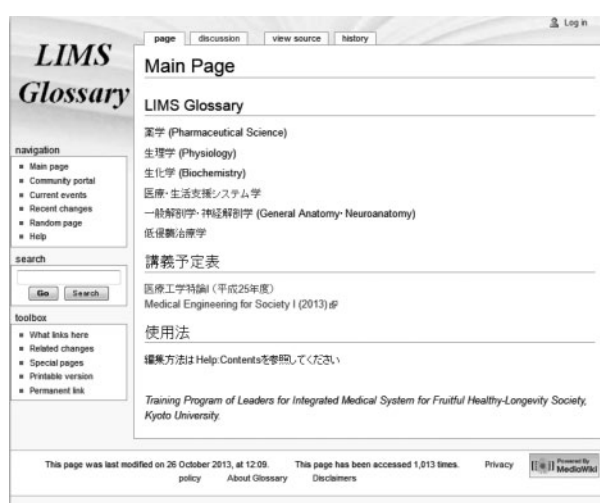 Log in
LIMS
Glossary
page
discussion
view source
history
Main Page
LIMS Glossary
薬学 (Pharmaceutical Science)
生理学 (Physiology)
生化学 (Biochemistry)
医療・生活支援システム学
一般解剖学・神経解剖学 (General Anatomy・Neuroanatomy)
低侵襲治療学
講義予定表
医療工学特論I（平成25年度）
Medical Engineering for Society I (2013)
使用法
編集方法は Help:Contentsを参照してください
Training Program of Leaders for Integrated Medical System for Fruitful Healthy-Longevity Society,
Kyoto University.
navigation
Main page
Community portal
Current events
Recent changes
Random page
Help
search
Go
Search
toolbox
What links here
Related changes
Special pages
Printable version
Permanent link
This page was last modified on 26 October 2013, at 12:09.
This page has been accessed 1,013 times.
Privacy
policy
About Glossary
Disclaimers
Powered By
MediaWiki